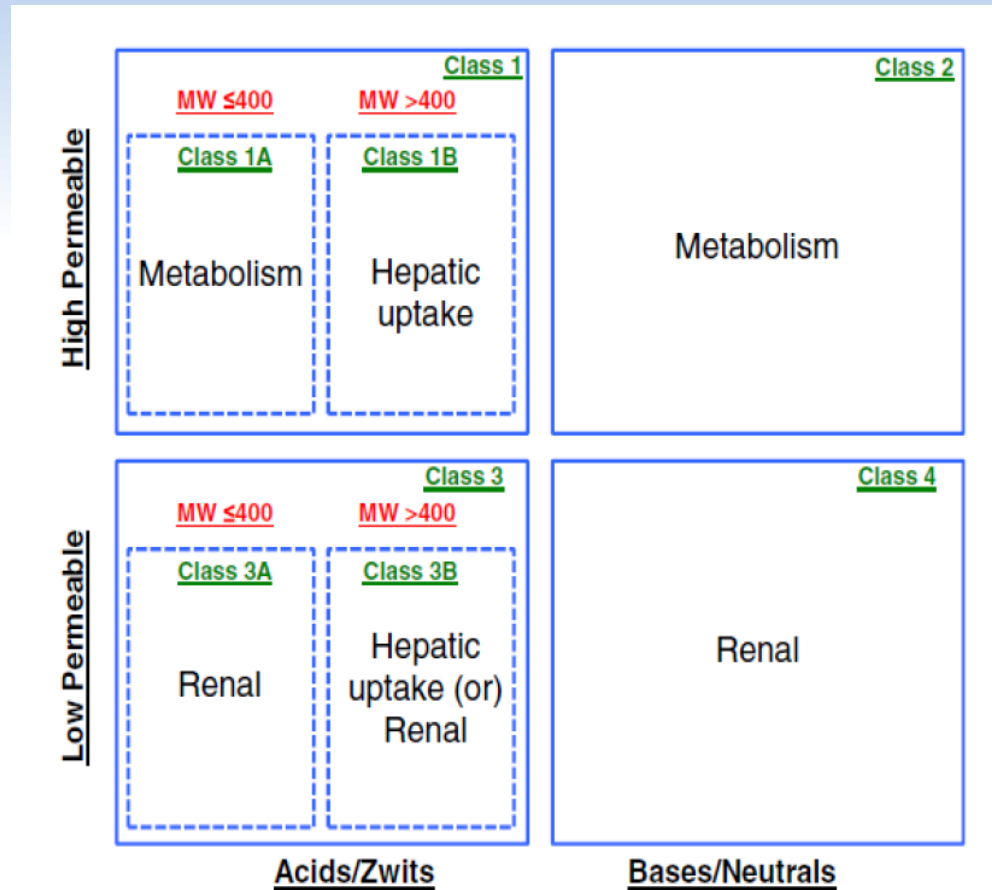 High Permeable
Class 1
MW ≤400
MW >400
Class 1A
Metabolism
Class 1B
Hepatic
uptake
Class 2
Metabolism
Low Permeable
Class 3
MW ≤400
MW >400
Class 3A
Renal
Class 3B
Hepatic
uptake (or)
Renal
Class 4
Renal
Acids/Zwits
Bases/Neutrals